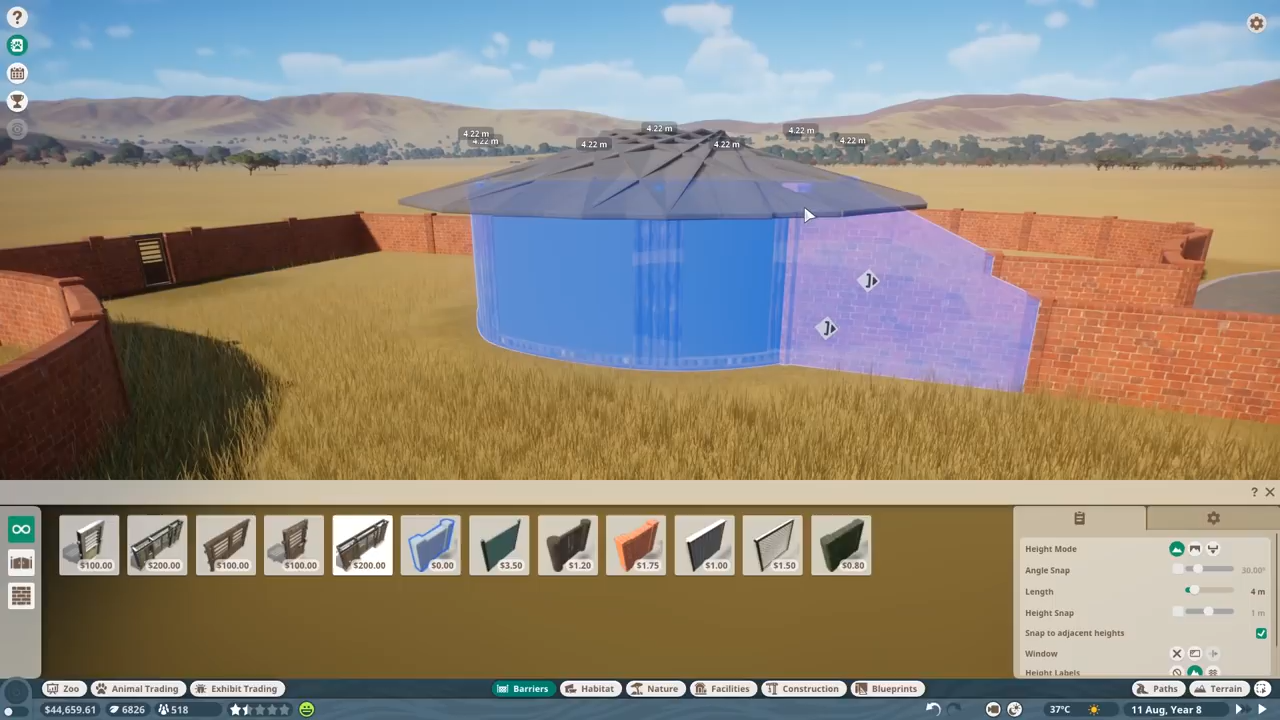 ?
4.22 m
4.22 m
4.22 m
4.22 m
4.22 m
4.22 m
4.22 m
?
$100.00
$200.00
$100.00
$100.00
$200.00
$0.00
$3.50
$1.20
$1.75
$1.00
$1.50
$0.80
Height Mode
Angle Snap 30.00°
Length 4 m
Height Snap 1 m
Snap to adjacent heights
Window
Height Labels
Zoo Animal Trading Exhibit Trading Barriers Habitat Nature Facilities Construction Blueprints Paths Terrain
$44,659.61 6826 518 37°C 11 Aug, Year 8